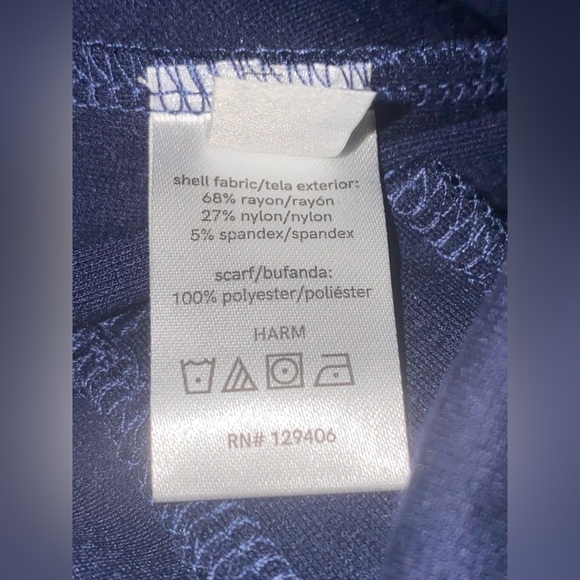 shell fabric/tela exterior:
68% rayon/rayón
27% nylon/nylon
5% spandex/spandex
scarf/bufanda:
100% polyester/poliéster
HARM
RN# 129406